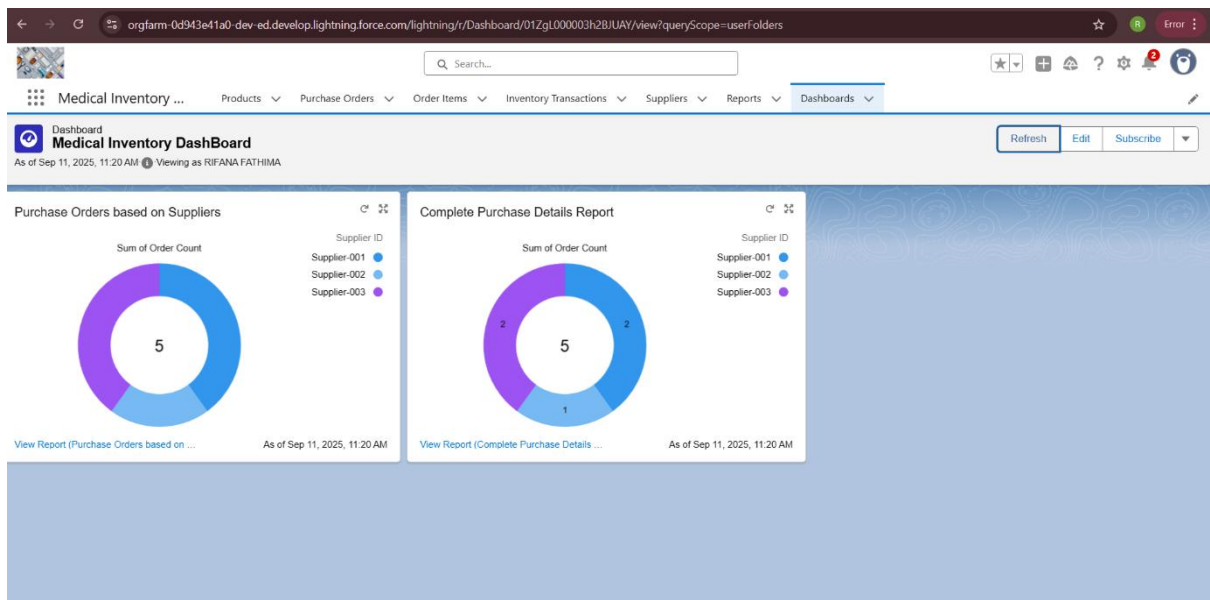 orgfarm-0d943e41a0-dev-ed.develop.lightning.force.com/lightning/r/Dashboard/01ZgL000003h2BJUAY/view?queryScope=userFolders
R
Error
Search...
2
Medical Inventory ...
Products
Purchase Orders
Order Items
Inventory Transactions
Suppliers
Reports
Dashboards
Dashboard
Medical Inventory DashBoard
As of Sep 11, 2025, 11:20 AM Viewing as RIFANA FATHIMA
Refresh
Edit
Subscribe
Purchase Orders based on Suppliers
Sum of Order Count
Supplier ID
Supplier-001
Supplier-002
Supplier-003
5
View Report (Purchase Orders based on ...
As of Sep 11, 2025, 11:20 AM
Complete Purchase Details Report
Sum of Order Count
Supplier ID
Supplier-001
Supplier-002
Supplier-003
2
2
5
1
View Report (Complete Purchase Details ...
As of Sep 11, 2025, 11:20 AM